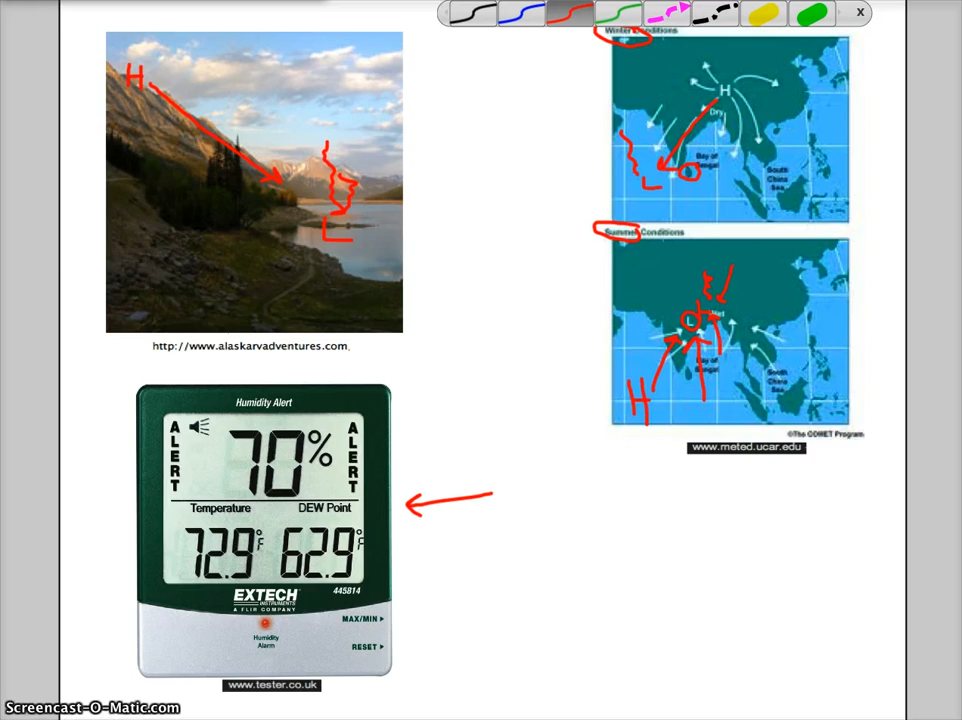 X
H
L
http://www.alaskarvadventures.com
Humidity Alert
ALERT
70%
ALERT
Temperature
DEW Point
72.9°F
62.9°F
EXTECH
INSTRUMENTS
A FLIR COMPANY
445814
MAX/MIN
Humidity
Alarm
RESET
www.tester.co.uk
Winter Conditions
H
Dry
Bay of
Bengal
South
China
Sea
L
Summer Conditions
L
Wet
Bay of
Bengal
South
China
Sea
H
©The COMET Program
www.meted.ucar.edu
Screencast-O-Matic.com